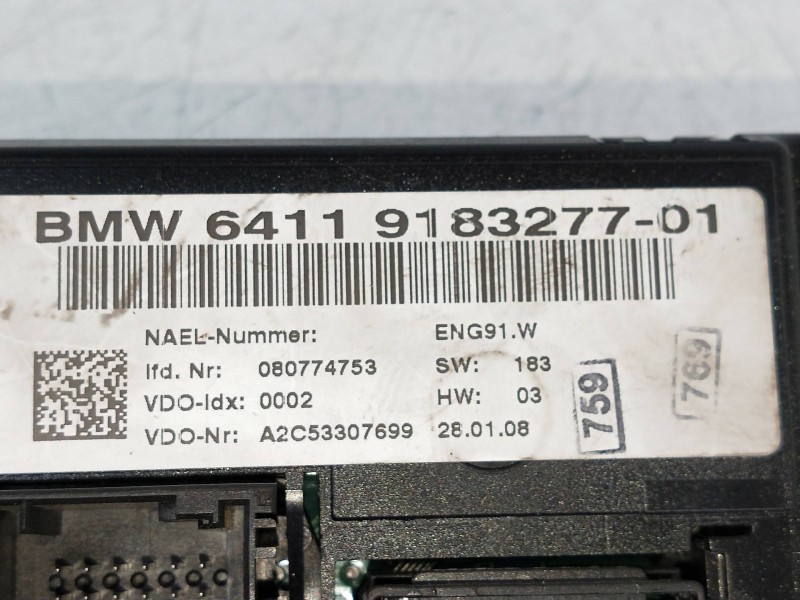 BMW 6411 9183277-01
NAEL-Nummer: ENG91.W
lfd. Nr: 080774753 SW: 183
VDO-Idx: 0002 HW: 03
VDO-Nr: A2C53307699 28.01.08
759
769